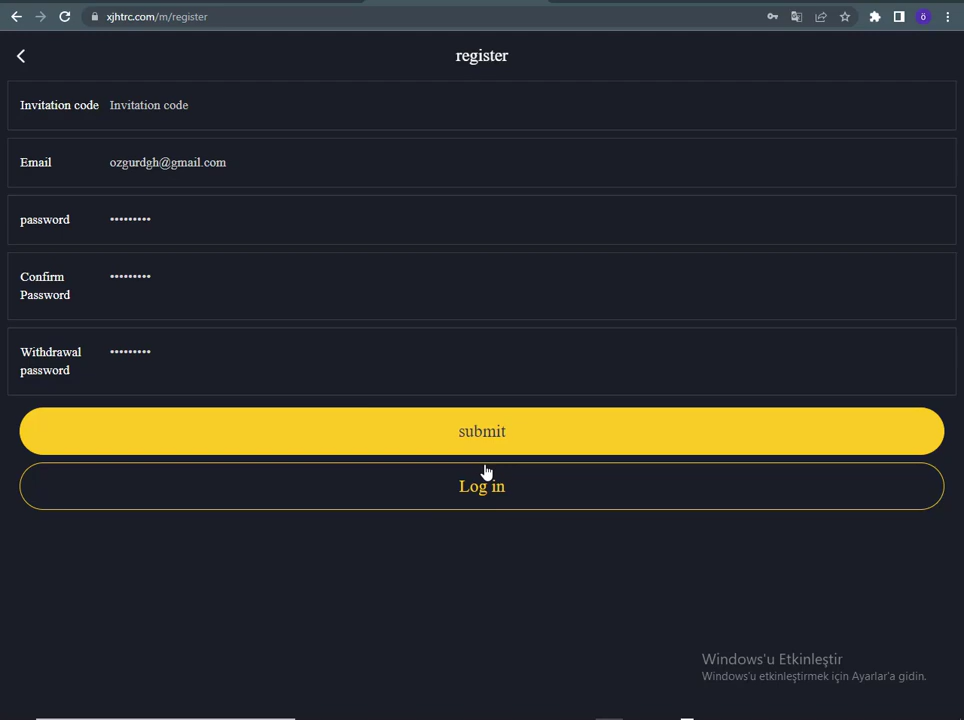 xjhtrc.com/m/register
ö
register
Invitation code Invitation code
Email ozgurdgh@gmail.com
password •••••••••
Confirm Password •••••••••
Withdrawal password •••••••••
submit
Log in
Windows'u Etkinleştir
Windows'u etkinleştirmek için Ayarlar'a gidin.